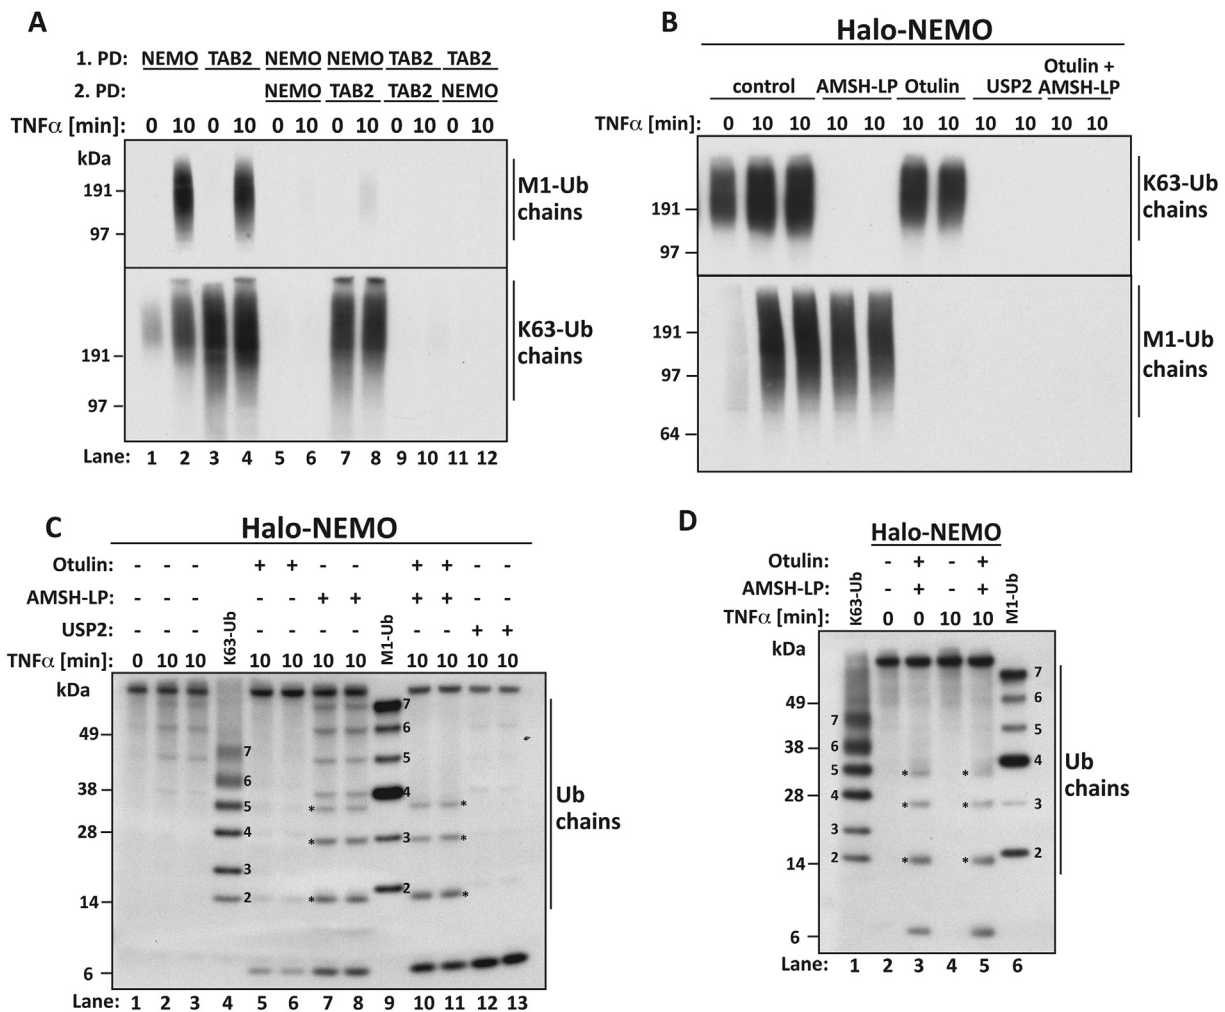 A
1. PD: NEMO TAB2 NEMO NEMO TAB2 TAB2
2. PD: NEMO TAB2 TAB2 NEMO
TNFα [min]: 0 10 0 10 0 10 0 10 0 10 0 10
kDa
191
97
M1-Ub
chains
191
97
K63-Ub
chains
Lane: 1 2 3 4 5 6 7 8 9 10 11 12
B
Halo-NEMO
control AMSH-LP Otulin USP2 Otulin +
AMSH-LP
TNFα [min]: 0 10 10 10 10 10 10 10 10 10 10
191
97
K63-Ub
chains
191
97
64
M1-Ub
chains
C
Halo-NEMO
Otulin: - - - + + - - + + - -
AMSH-LP: - - - - - + + + + - -
USP2: - - - - - - - - - + +
TNFα [min]: 0 10 10 K63-Ub 10 10 10 10 M1-Ub 10 10 10 10
kDa
49
38
28
14
6
7
6
5
4
3
2
*
*
*
7
6
5
4
3
2
*
*
*
Ub
chains
Lane: 1 2 3 4 5 6 7 8 9 10 11 12 13
D
Halo-NEMO
Otulin: - + - +
AMSH-LP: - + - +
TNFα [min]: 0 0 10 10
K63-Ub
M1-Ub
kDa
49
38
28
14
6
7
6
5
4
3
2
*
*
*
*
*
*
7
6
5
4
3
2
Ub
chains
Lane: 1 2 3 4 5 6